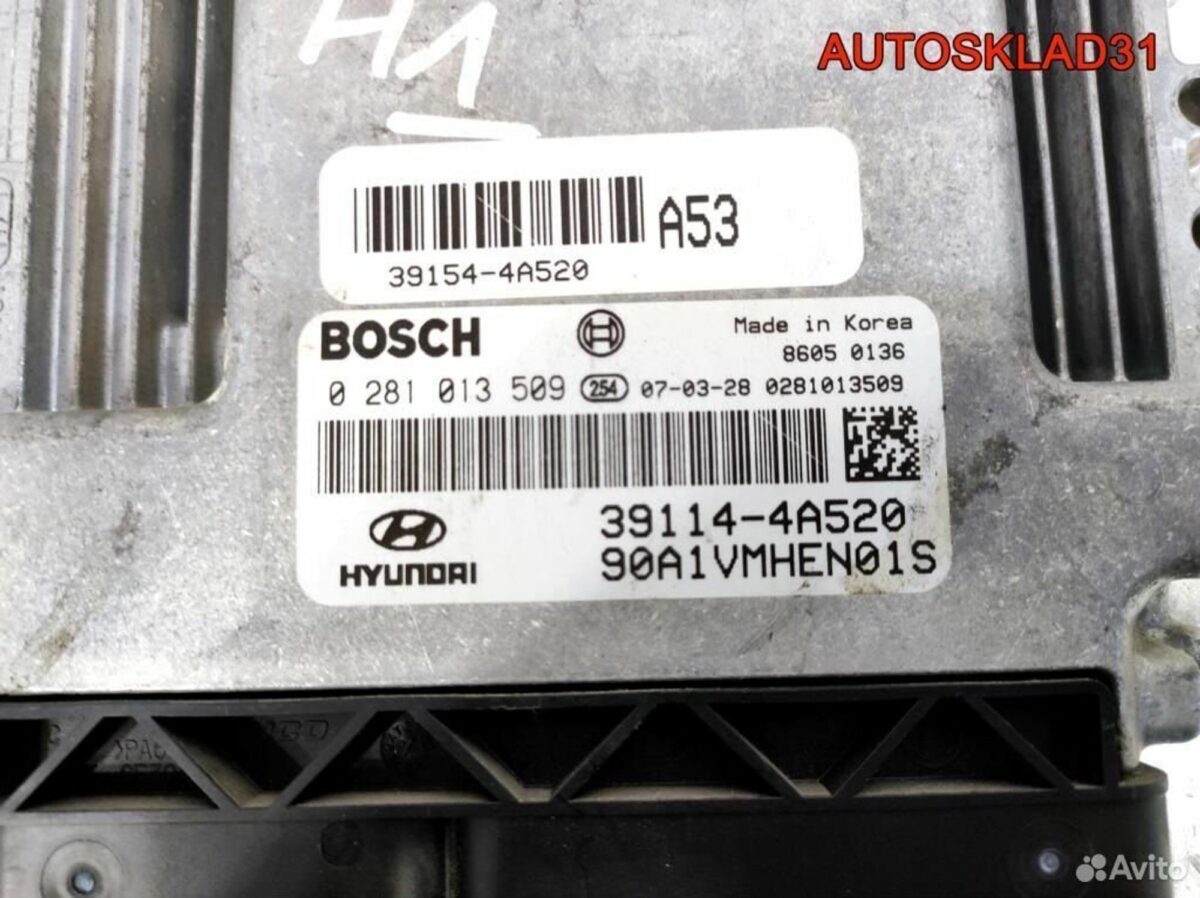 H1
AUTOSKLAD31
A53
39154-4A520
BOSCH
Made in Korea
8605 0136
0 281 013 509 254 07-03-28 0281013509
39114-4A520
HYUNDAI
90A1VMHEN01S
Avito